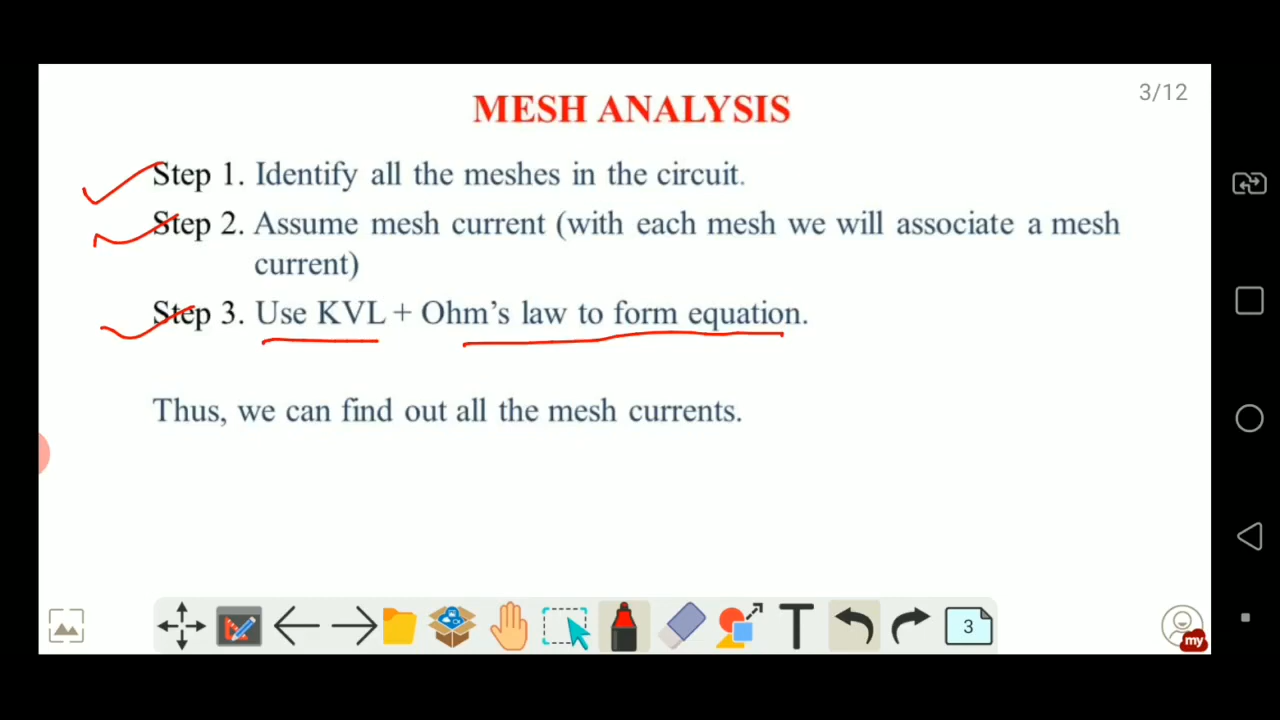 3/12
MESH ANALYSIS
Step 1. Identify all the meshes in the circuit.
Step 2. Assume mesh current (with each mesh we will associate a mesh
current)
Step 3. Use KVL + Ohm's law to form equation.
Thus, we can find out all the mesh currents.
T
3
my